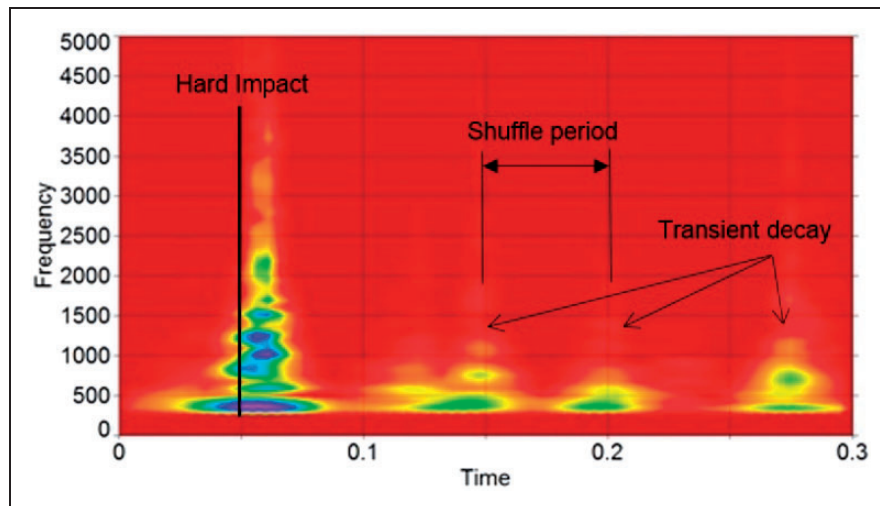 5000
4500
Hard Impact
4000
Shuffle period
3500
3000
2500
Transient decay
2000
1500
1000
500
0
Frequency
0 0.1 0.2 0.3
Time